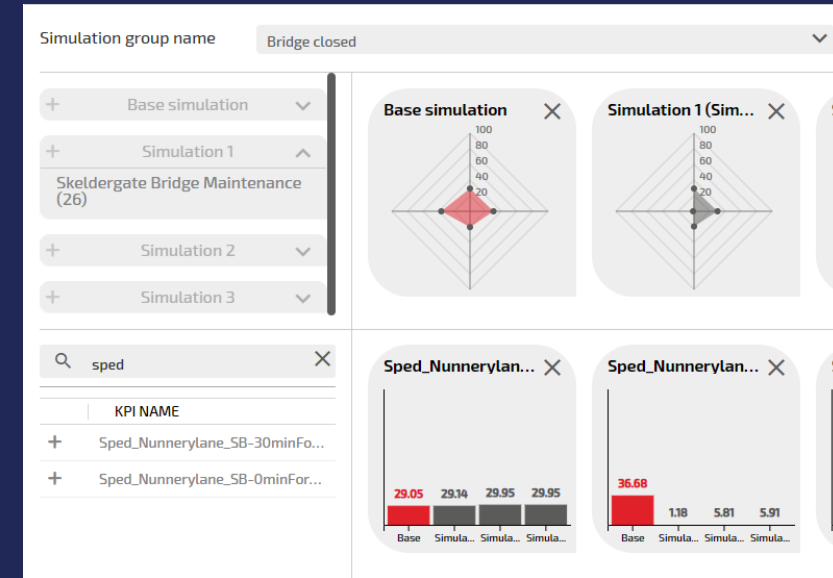 Simulation group name
Bridge closed
Base simulation
Simulation 1
Skeldergate Bridge Maintenance
(26)
Simulation 2
Simulation 3
Base simulation
100
80
60
40
20
Simulation 1 (Sim...
100
80
60
40
20
sped
KPI NAME
Sped_Nunnerylane_SB-30minFo...
Sped_Nunnerylane_SB-0minFor...
Sped_Nunnerylan...
29.05 29.14 29.95 29.95
Base Simula... Simula... Simula...
Sped_Nunnerylan...
36.68 1.18 5.81 5.91
Base Simula... Simula... Simula...